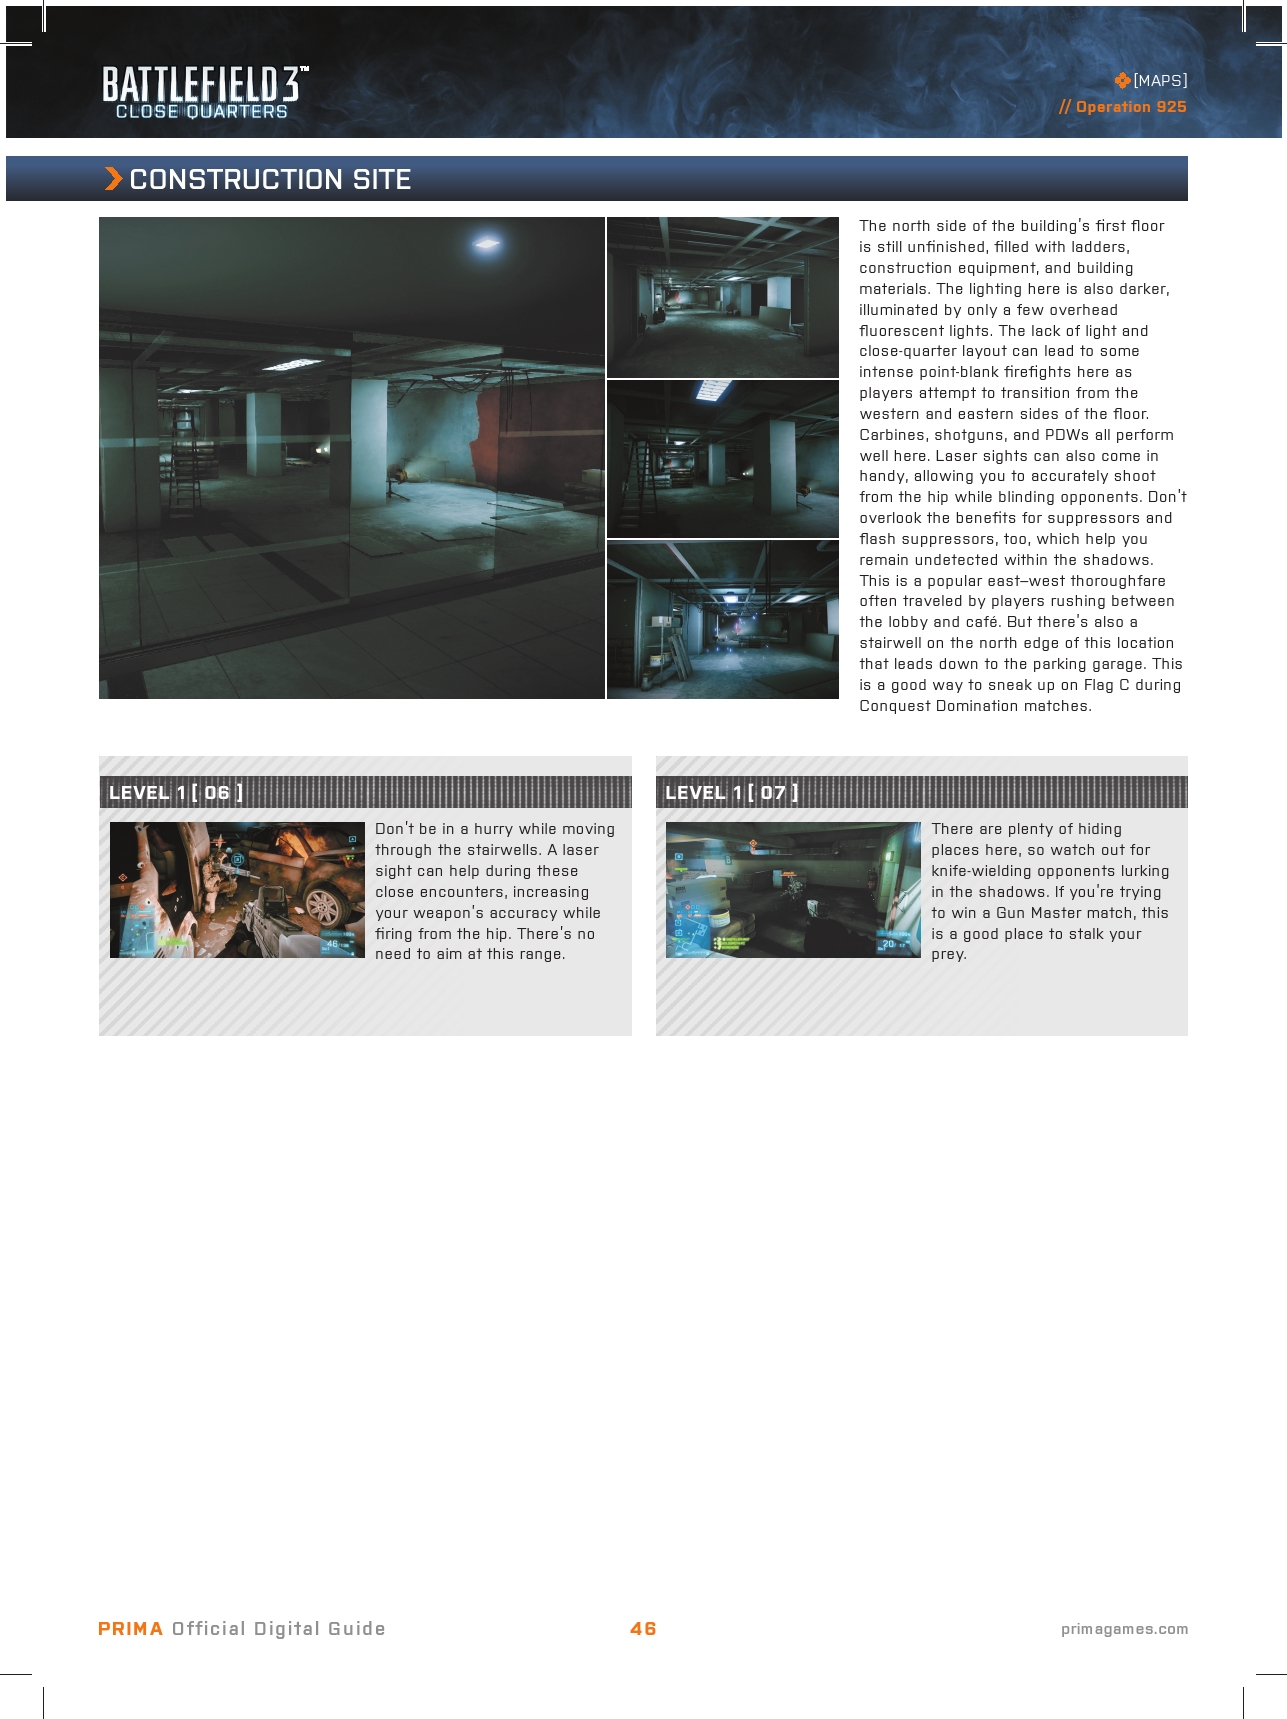 BATTLEFIELD 3™
CLOSE QUARTERS
[MAPS]
// Operation 925
CONSTRUCTION SITE
The north side of the building's first floor
is still unfinished, filled with ladders,
construction equipment, and building
materials. The lighting here is also darker,
illuminated by only a few overhead
fluorescent lights. The lack of light and
close-quarter layout can lead to some
intense point-blank firefights here as
players attempt to transition from the
western and eastern sides of the floor.
Carbines, shotguns, and PDWs all perform
well here. Laser sights can also come in
handy, allowing you to accurately shoot
from the hip while blinding opponents. Don't
overlook the benefits for suppressors and
flash suppressors, too, which help you
remain undetected within the shadows.
This is a popular east–west thoroughfare
often traveled by players rushing between
the lobby and café. But there's also a
stairwell on the north edge of this location
that leads down to the parking garage. This
is a good way to sneak up on Flag C during
Conquest Domination matches.
LEVEL 1 [ 06 ]
46
Don't be in a hurry while moving
through the stairwells. A laser
sight can help during these
close encounters, increasing
your weapon's accuracy while
firing from the hip. There's no
need to aim at this range.
LEVEL 1 [ 07 ]
20
There are plenty of hiding
places here, so watch out for
knife-wielding opponents lurking
in the shadows. If you're trying
to win a Gun Master match, this
is a good place to stalk your
prey.
PRIMA Official Digital Guide
46
primagames.com